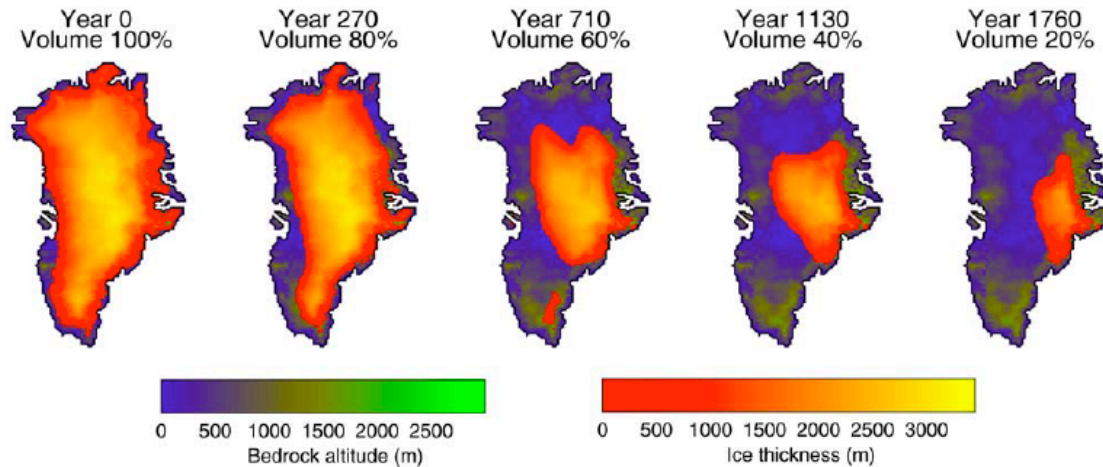 Year 0
Volume 100%
Year 270
Volume 80%
Year 710
Volume 60%
Year 1130
Volume 40%
Year 1760
Volume 20%
0 500 1000 1500 2000 2500
Bedrock altitude (m)
0 500 1000 1500 2000 2500 3000
Ice thickness (m)